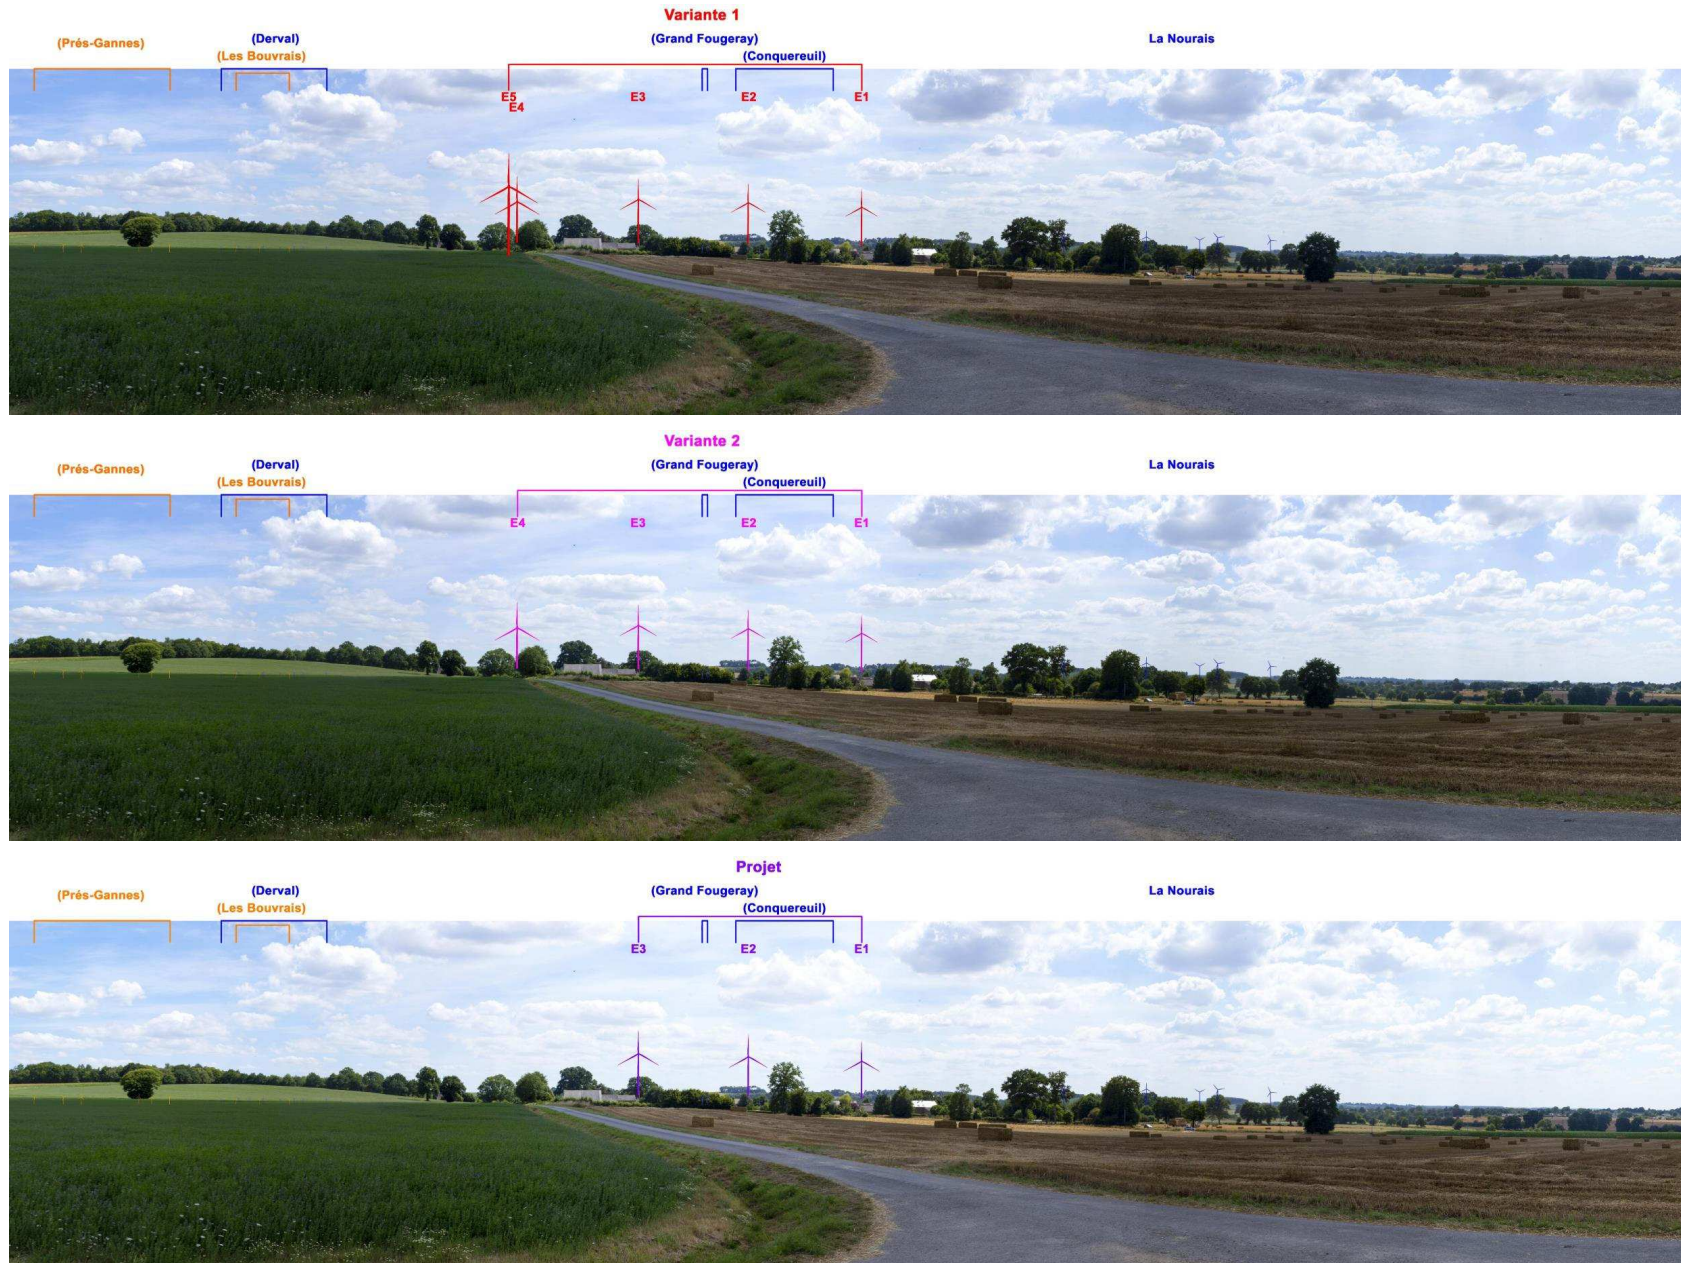 Variante 1
(Prés-Gannes)
(Derval)
(Les Bouvrais)
(Grand Fougeray)
(Conquereuil)
La Nourais
E5
E4
E3
E2
E1
Variante 2
(Prés-Gannes)
(Derval)
(Les Bouvrais)
(Grand Fougeray)
(Conquereuil)
La Nourais
E4
E3
E2
E1
Projet
(Prés-Gannes)
(Derval)
(Les Bouvrais)
(Grand Fougeray)
(Conquereuil)
La Nourais
E3
E2
E1